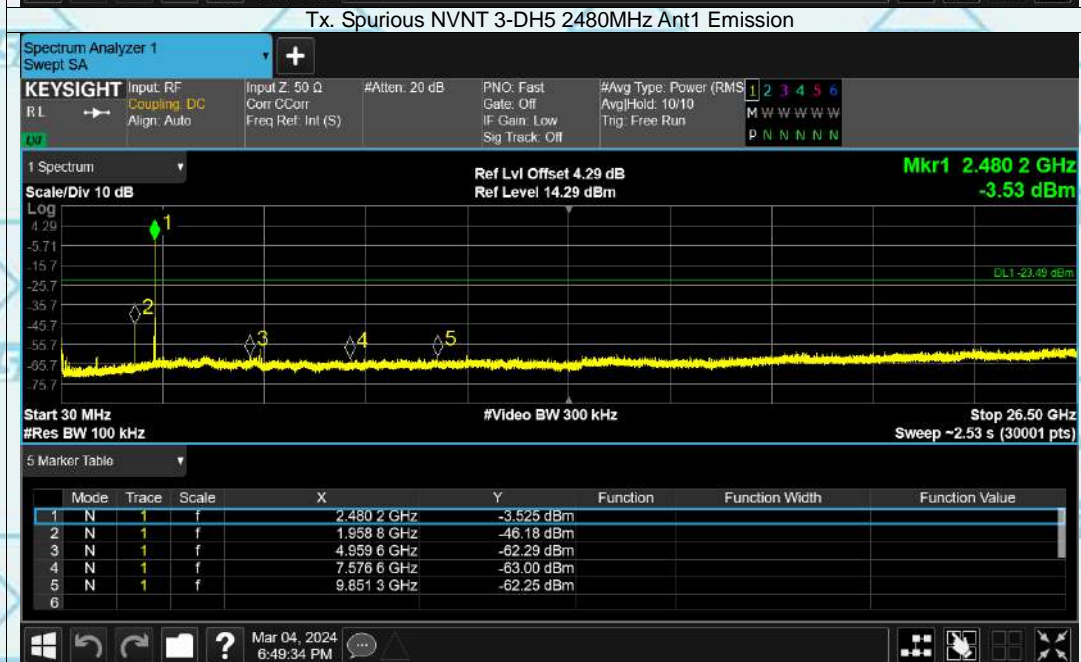 Tx. Spurious NVNT 3-DH5 2480MHz Ant1 Emission
Spectrum Analyzer 1
Swept SA
+
KEYSIGHT Input: RF Input Z: 50 Ω #Atten: 20 dB PNO: Fast #Avg Type: Power (RMS 1 2 3 4 5 6
RL Coupling: DC Corr CCorr Gate: Off Avg|Hold: 10/10 M W W W W W
Align: Auto Freq Ref: Int (S) IF Gain: Low Trig: Free Run
LXI Sig Track: Off P N N N N N
1 Spectrum Ref Lvl Offset 4.29 dB Mkr1 2.480 2 GHz
Scale/Div 10 dB Ref Level 14.29 dBm -3.53 dBm
Log
4.29 1
-5.71
-15.7 DL1 -23.49 dBm
-25.7
-35.7 2
-45.7
-55.7 3 4 5
-65.7
-75.7
Start 30 MHz #Video BW 300 kHz Stop 26.50 GHz
#Res BW 100 kHz Sweep ~2.53 s (30001 pts)
5 Marker Table
Mode Trace Scale X Y Function Function Width Function Value
1 N 1 f 2.480 2 GHz -3.525 dBm
2 N 1 f 1.958 8 GHz -46.18 dBm
3 N 1 f 4.959 6 GHz -62.29 dBm
4 N 1 f 7.576 6 GHz -63.00 dBm
5 N 1 f 9.851 3 GHz -62.25 dBm
6
? Mar 04, 2024
6:49:34 PM